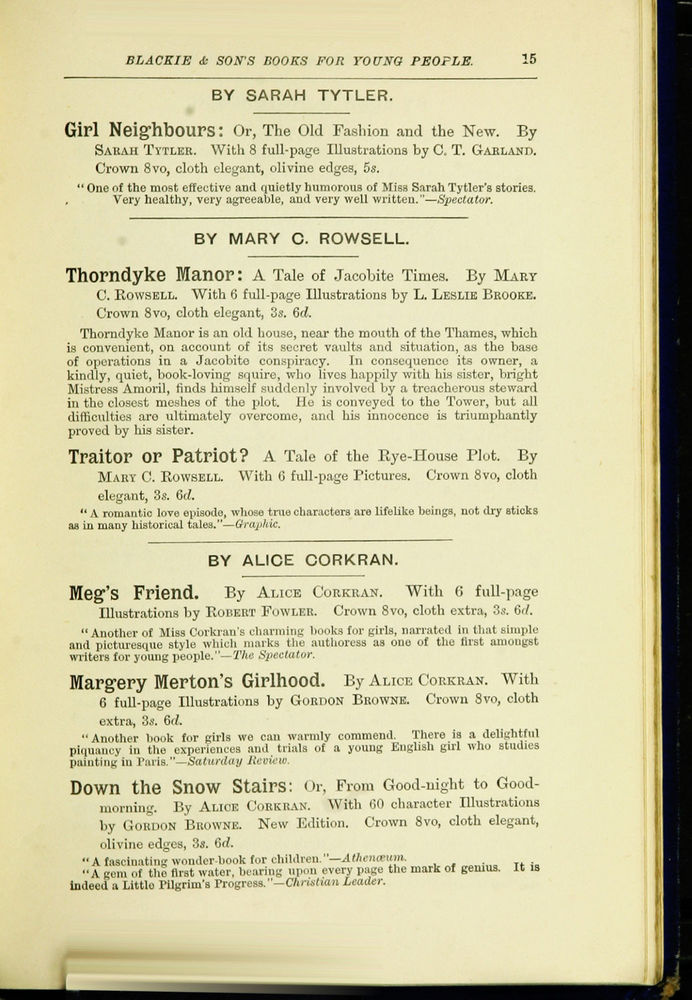 BLACKIE & SON'S BOOKS FOR YOUNG PEOPLE. 15
BY SARAH TYTLER.
Girl Neighbours: Or, The Old Fashion and the New. By
SARAH TYTLER. With 8 full-page Illustrations by C. T. GARLAND.
Crown 8vo, cloth elegant, olivine edges, 5s.
"One of the most effective and quietly humorous of Miss Sarah Tytler's stories.
Very healthy, very agreeable, and very well written."—Spectator.
BY MARY C. ROWSELL.
Thorndyke Manor: A Tale of Jacobite Times. By MARY
C. ROWSELL. With 6 full-page Illustrations by L. LESLIE BROOKE.
Crown 8vo, cloth elegant, 3s. 6d.
Thorndyke Manor is an old house, near the mouth of the Thames, which
is convenient, on account of its secret vaults and situation, as the base
of operations in a Jacobite conspiracy. In consequence its owner, a
kindly, quiet, book-loving squire, who lives happily with his sister, bright
Mistress Amoril, finds himself suddenly involved by a treacherous steward
in the closest meshes of the plot. He is conveyed to the Tower, but all
difficulties are ultimately overcome, and his innocence is triumphantly
proved by his sister.
Traitor or Patriot? A Tale of the Rye-House Plot. By
MARY C. ROWSELL. With 6 full-page Pictures. Crown 8vo, cloth
elegant, 3s. 6d.
"A romantic love episode, whose true characters are lifelike beings, not dry sticks
as in many historical tales."—Graphic.
BY ALICE CORKRAN.
Meg's Friend. By ALICE CORKRAN. With 6 full-page
Illustrations by ROBERT FOWLER. Crown 8vo, cloth extra, 3s. 6d.
"Another of Miss Corkran's charming books for girls, narrated in that simple
and picturesque style which marks the authoress as one of the first amongst
writers for young people."—The Spectator.
Margery Merton's Girlhood. By ALICE CORKRAN. With
6 full-page Illustrations by GORDON BROWNE. Crown 8vo, cloth
extra, 3s. 6d.
"Another book for girls we can warmly commend. There is a delightful
piquancy in the experiences and trials of a young English girl who studies
painting in Paris."—Saturday Review.
Down the Snow Stairs: Or, From Good-night to Good-
morning. By ALICE CORKRAN. With 60 character Illustrations
by GORDON BROWNE. New Edition. Crown 8vo, cloth elegant,
olivine edges, 3s. 6d.
"A fascinating wonder-book for children."—Athenæum.
"A gem of the first water, bearing upon every page the mark of genius. It is
indeed a Little Pilgrim's Progress."—Christian Leader.